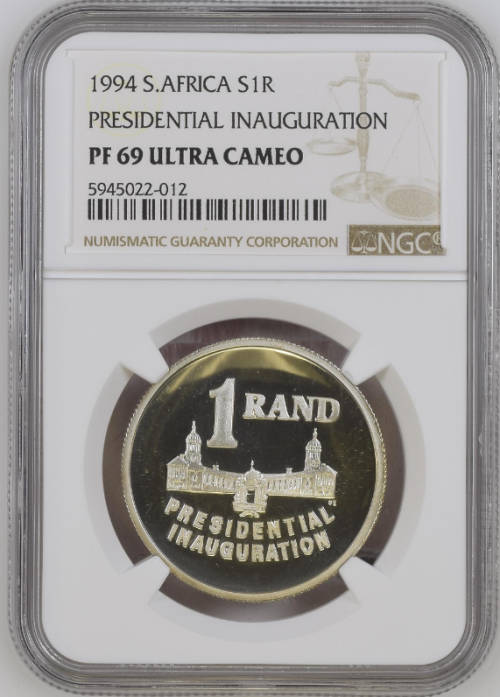 1994 S.AFRICA S1R
PRESIDENTIAL INAUGURATION
PF 69 ULTRA CAMEO
5945022-012
NUMISMATIC GUARANTY CORPORATION
NGC®
1 RAND
PRESIDENTIAL
INAUGURATION